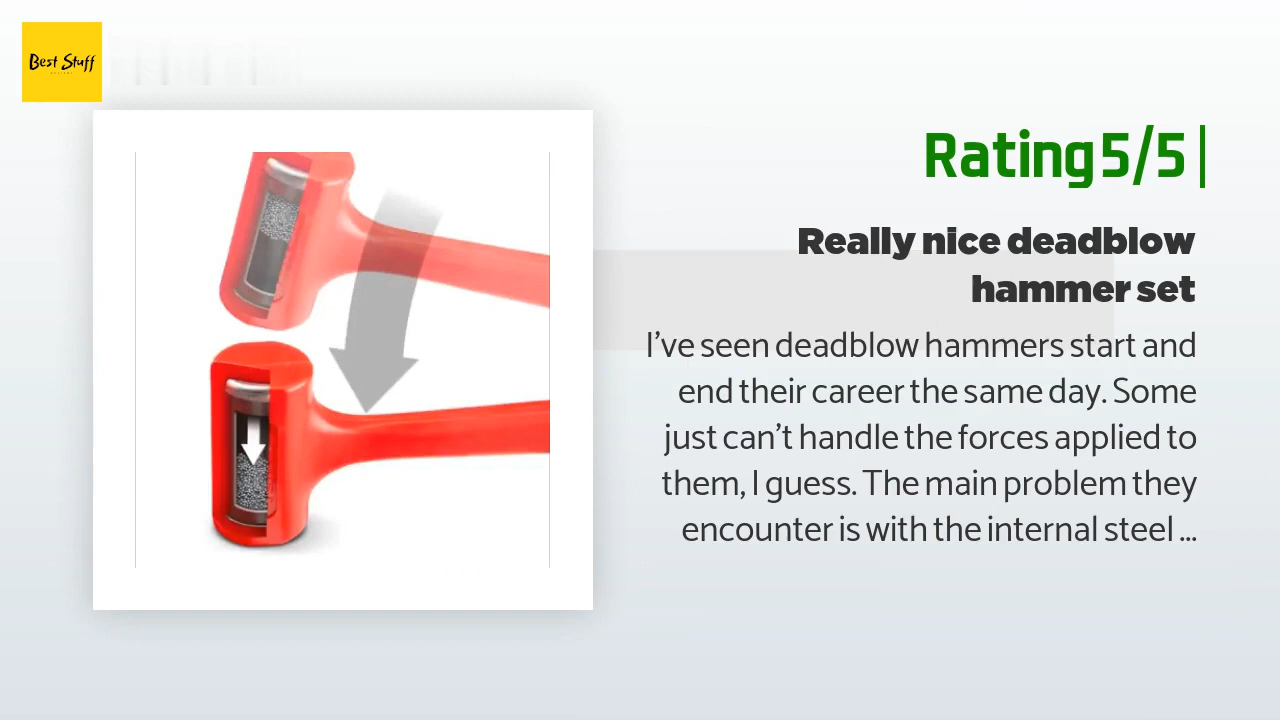 Best Stuff
Rating 5/5
Really nice deadblow
hammer set
I've seen deadblow hammers start and
end their career the same day. Some
just can't handle the forces applied to
them, I guess. The main problem they
encounter is with the internal steel ...